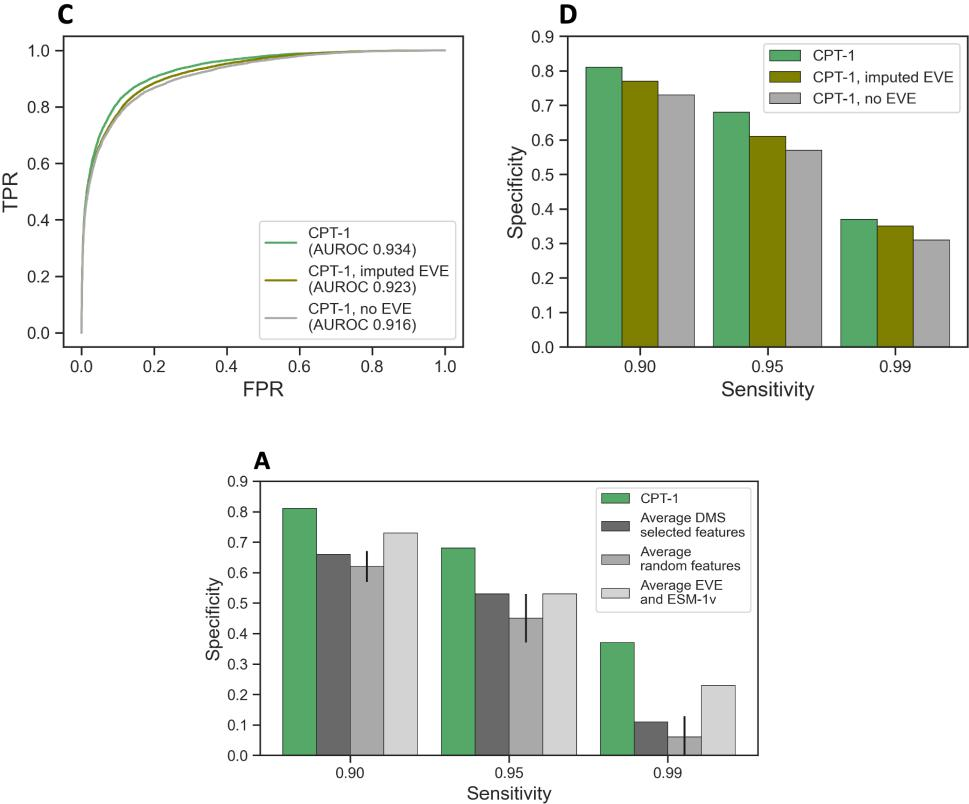 C
TPR
1.0
0.8
0.6
0.4
0.2
0.0
CPT-1
(AUROC 0.934)
CPT-1, imputed EVE
(AUROC 0.923)
CPT-1, no EVE
(AUROC 0.916)
0.0 0.2 0.4 0.6 0.8 1.0
FPR
D
Specificity
0.9
0.8
0.7
0.6
0.5
0.4
0.3
0.2
0.1
0.0
CPT-1
CPT-1, imputed EVE
CPT-1, no EVE
0.90 0.95 0.99
Sensitivity
A
Specificity
0.9
0.8
0.7
0.6
0.5
0.4
0.3
0.2
0.1
0.0
CPT-1
Average DMS
selected features
Average
random features
Average EVE
and ESM-1v
0.90 0.95 0.99
Sensitivity